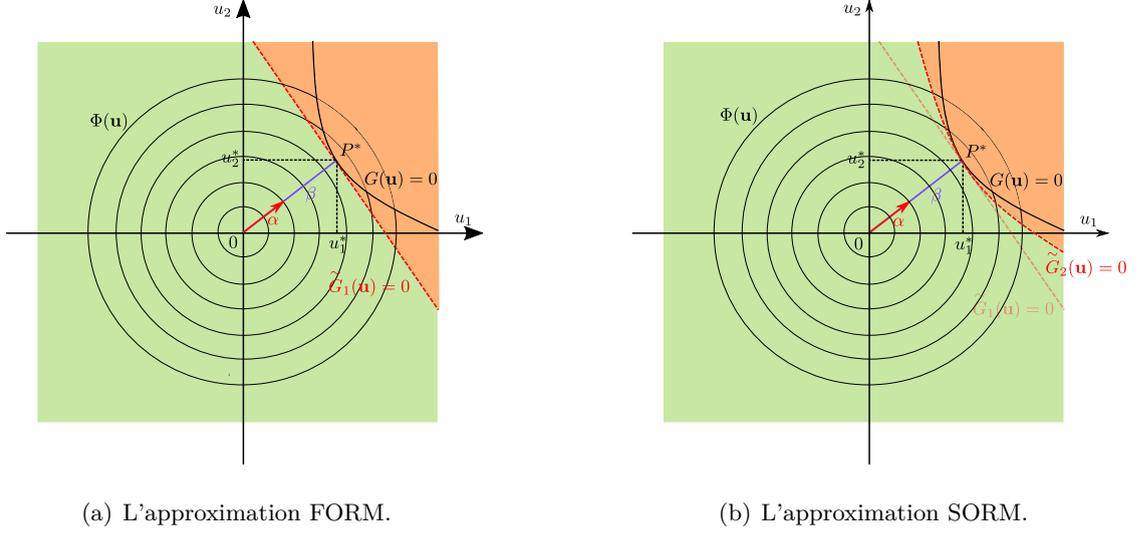 u₂
Φ(u)
u₂*
P*
G(u) = 0
β
α
u₁
0
u₁*
G̃₁(u) = 0
(a) L'approximation FORM.
u₂
Φ(u)
u₂*
P*
G(u) = 0
β
α
u₁
0
u₁*
G̃₂(u) = 0
G̃₁(u) = 0
(b) L'approximation SORM.